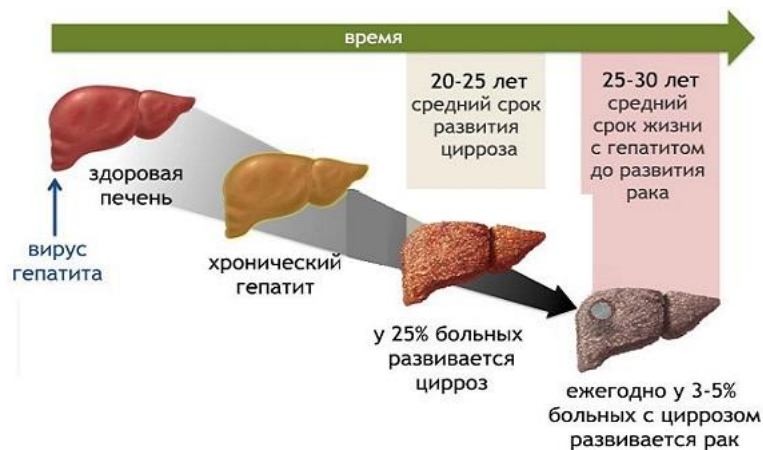 время
20-25 лет
средний срок
развития
цирроза
25-30 лет
средний
срок жизни
с гепатитом
до развития
рака
здоровая
печень
вирус
гепатита
хронический
гепатит
у 25% больных
развивается
цирроз
ежегодно у 3-5%
больных с циррозом
развивается рак